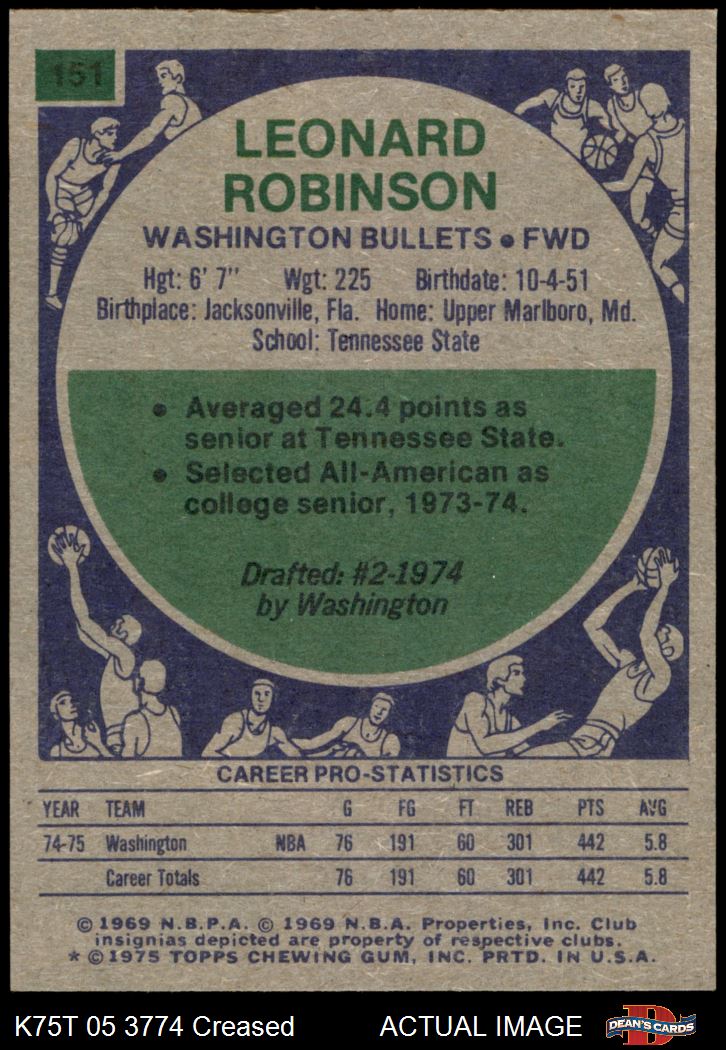 151
LEONARD
ROBINSON
WASHINGTON BULLETS • FWD
Hgt: 6' 7" Wgt: 225 Birthdate: 10-4-51
Birthplace: Jacksonville, Fla. Home: Upper Marlboro, Md.
School: Tennessee State
• Averaged 24.4 points as
senior at Tennessee State.
• Selected All-American as
college senior, 1973-74.
Drafted: #2-1974
by Washington
CAREER PRO-STATISTICS
YEAR TEAM G FG FT REB PTS AVG
74-75 Washington NBA 76 191 60 301 442 5.8
Career Totals 76 191 60 301 442 5.8
© 1969 N.B.P.A. © 1969 N.B.A. Properties, Inc. Club
insignias depicted are property of respective clubs.
* © 1975 TOPPS CHEWING GUM, INC. PRTD. IN U.S.A.
K75T 05 3774 Creased ACTUAL IMAGE
DEAN'S CARDS